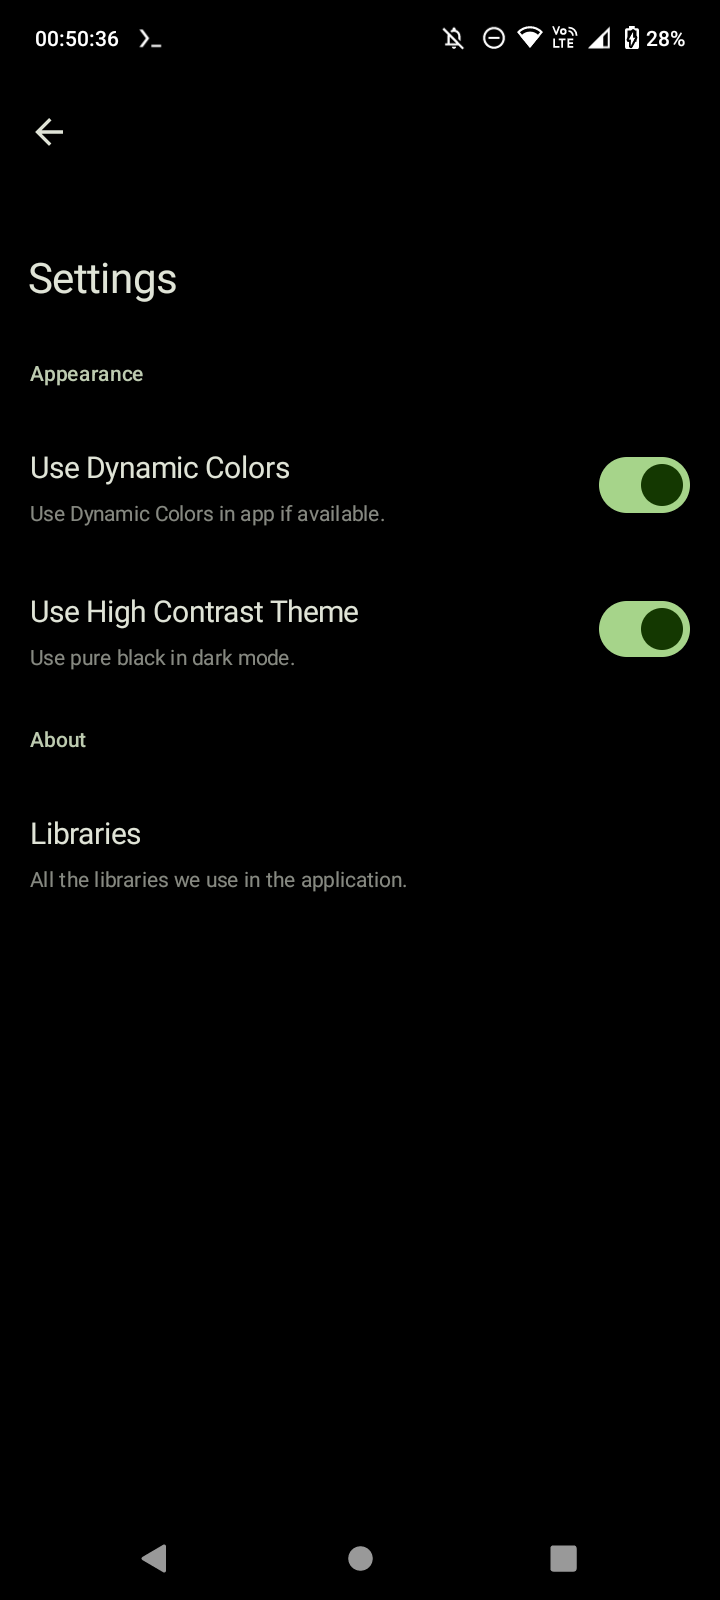 00:50:36
Vo LTE
28%
Settings
Appearance
Use Dynamic Colors
Use Dynamic Colors in app if available.
Use High Contrast Theme
Use pure black in dark mode.
About
Libraries
All the libraries we use in the application.